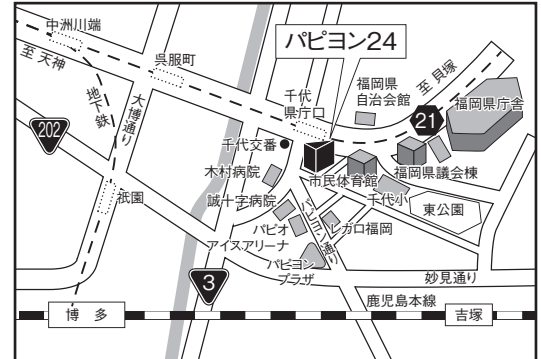 中洲川端
至 天神
地下鉄
呉服町
大博通り
パピヨン24
千代
県庁口
福岡県
自治会館
至 貝塚
福岡県庁舎
21
202
千代交番
木村病院
市民体育館
福岡県議会棟
祇園
誠十字病院
千代小
東公園
パピオ
アイスアリーナ
パピヨン通り
レガロ福岡
パピヨン
プラザ
3
妙見通り
鹿児島本線
博多
吉塚